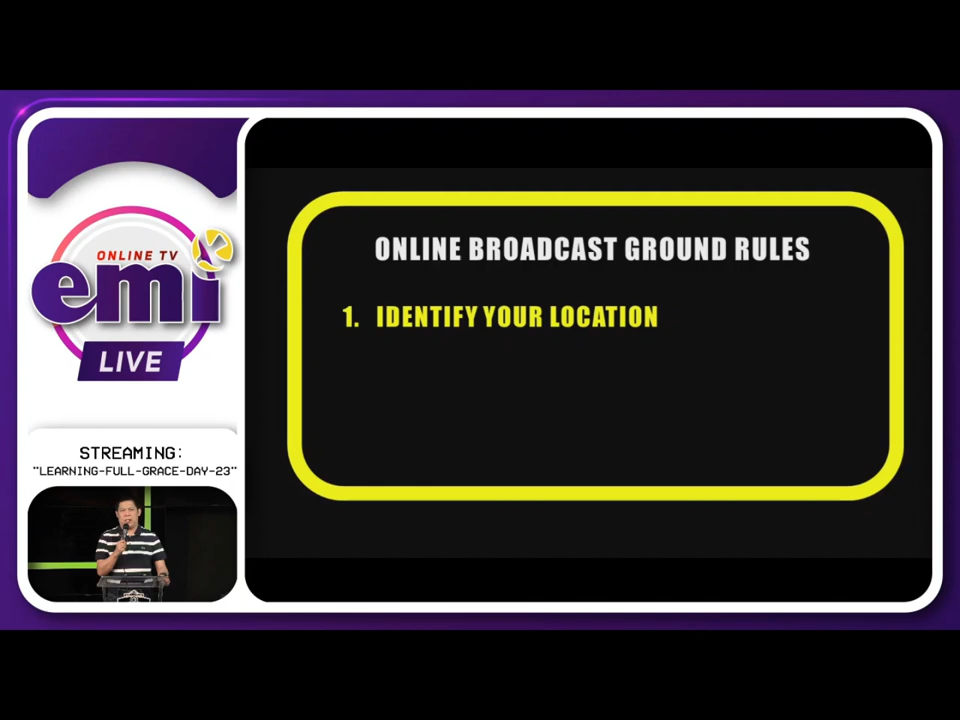 ONLINE TV
emi
LIVE
STREAMING:
"LEARNING-FULL-GRACE-DAY-23"
ONLINE BROADCAST GROUND RULES
1. IDENTIFY YOUR LOCATION